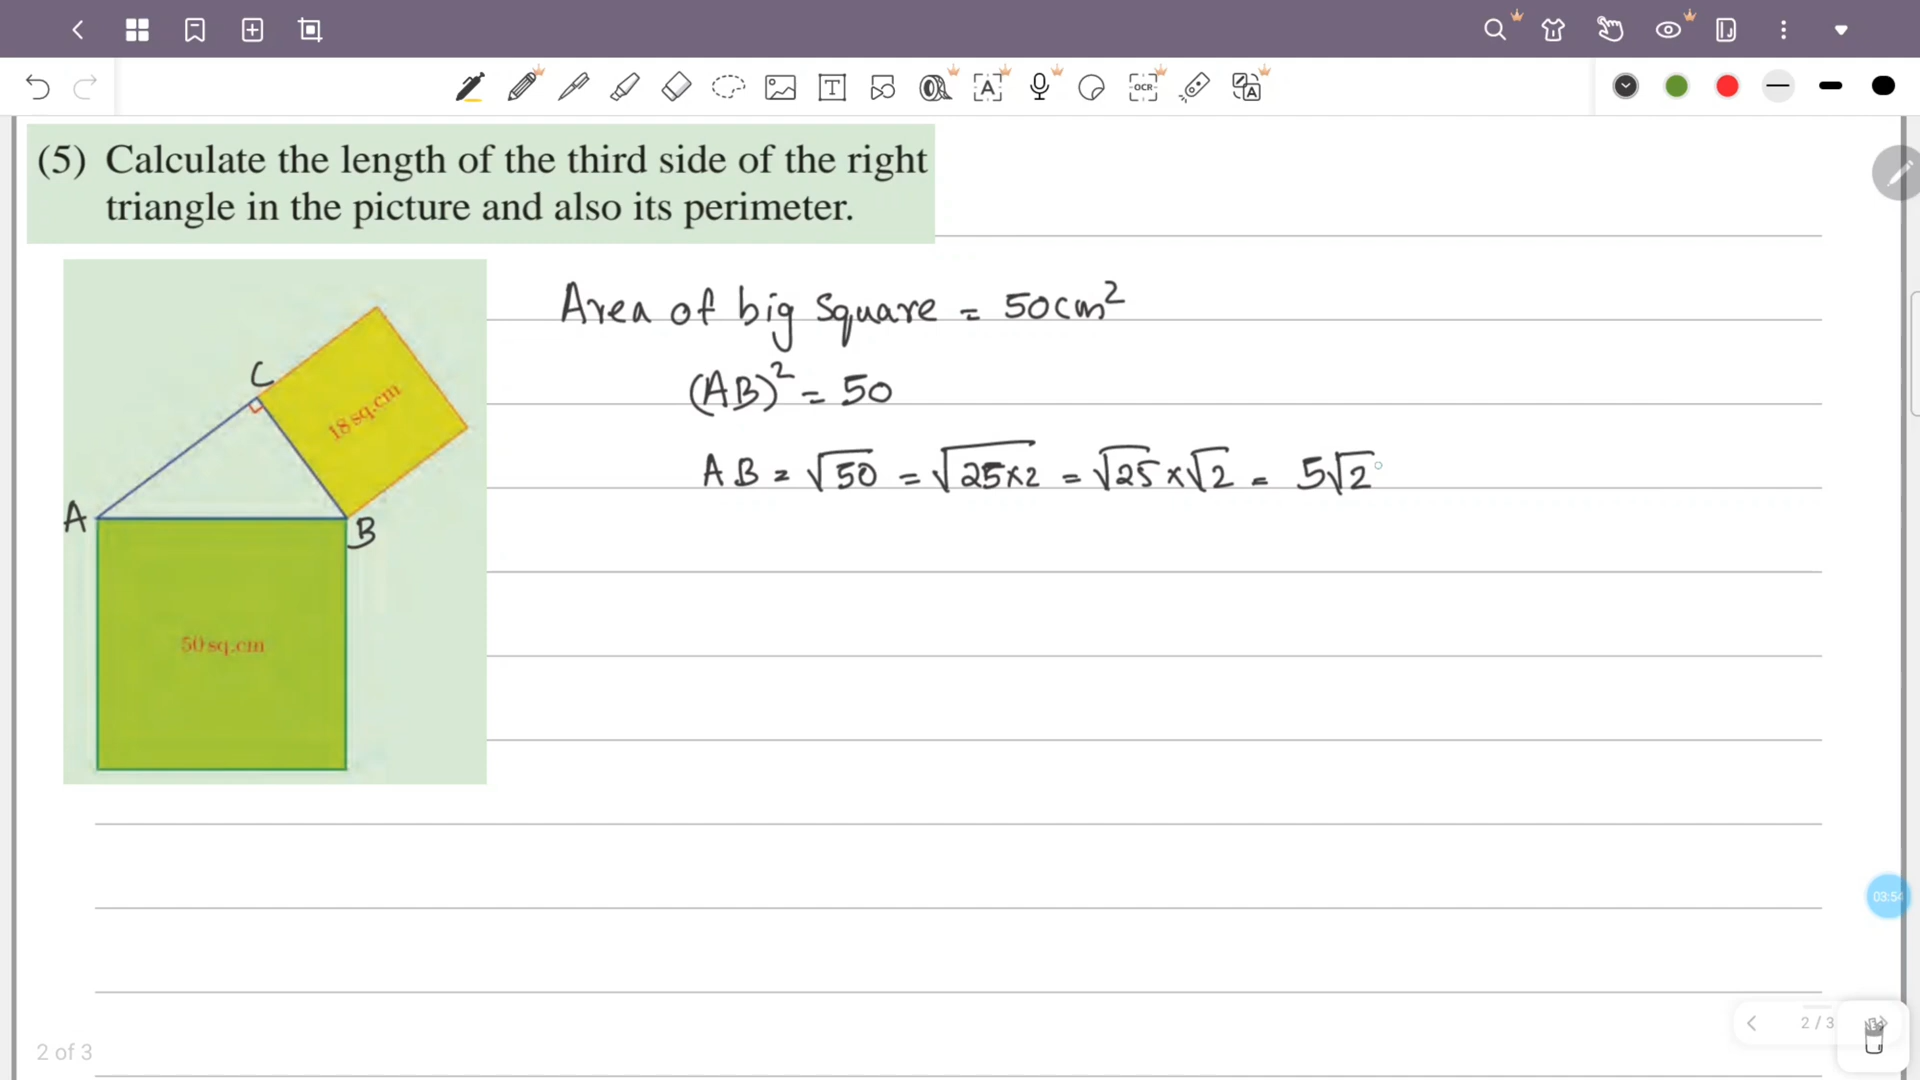 (5) Calculate the length of the third side of the right
triangle in the picture and also its perimeter.
Area of big square = 50cm²
(AB)² = 50
AB = √50 = √25×2 = √25 × √2 = 5√2
C
18 sq.cm
A
B
50 sq.cm
03:54
2 / 3
2 of 3